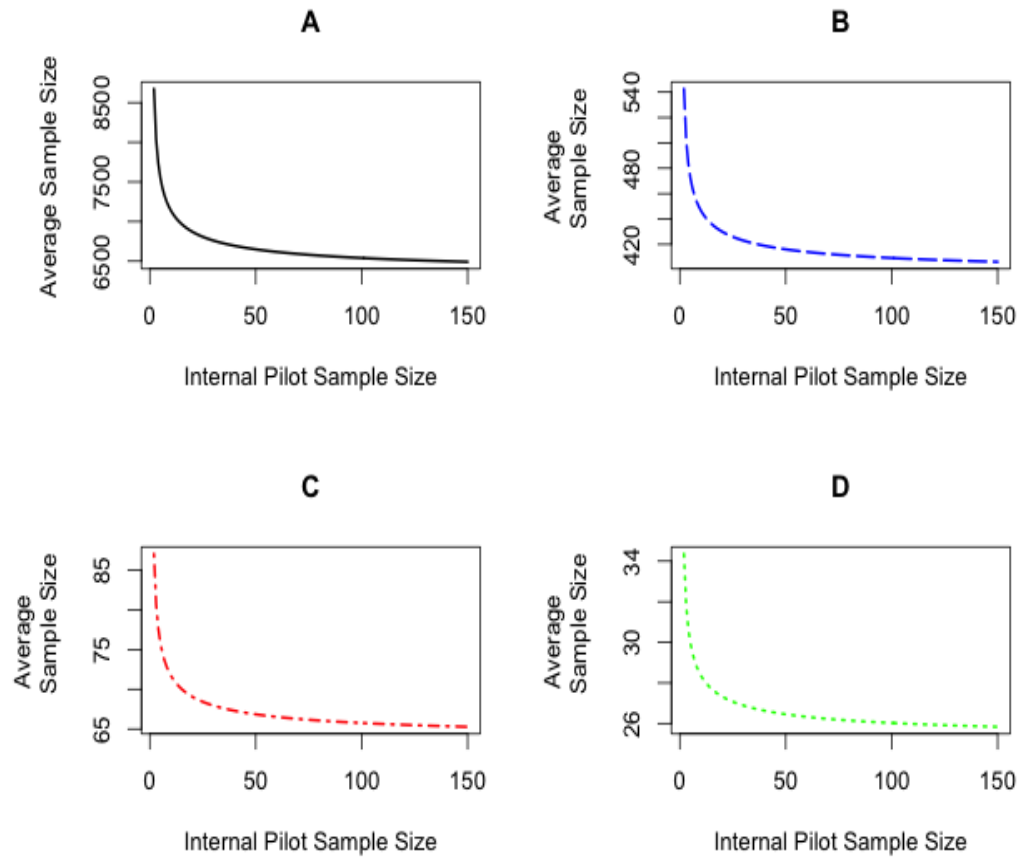 A
Average Sample Size
8500
7500
6500
0 50 100 150
Internal Pilot Sample Size
B
Average
Sample Size
540
480
420
0 50 100 150
Internal Pilot Sample Size
C
Average
Sample Size
85
75
65
0 50 100 150
Internal Pilot Sample Size
D
Average
Sample Size
34
30
26
0 50 100 150
Internal Pilot Sample Size